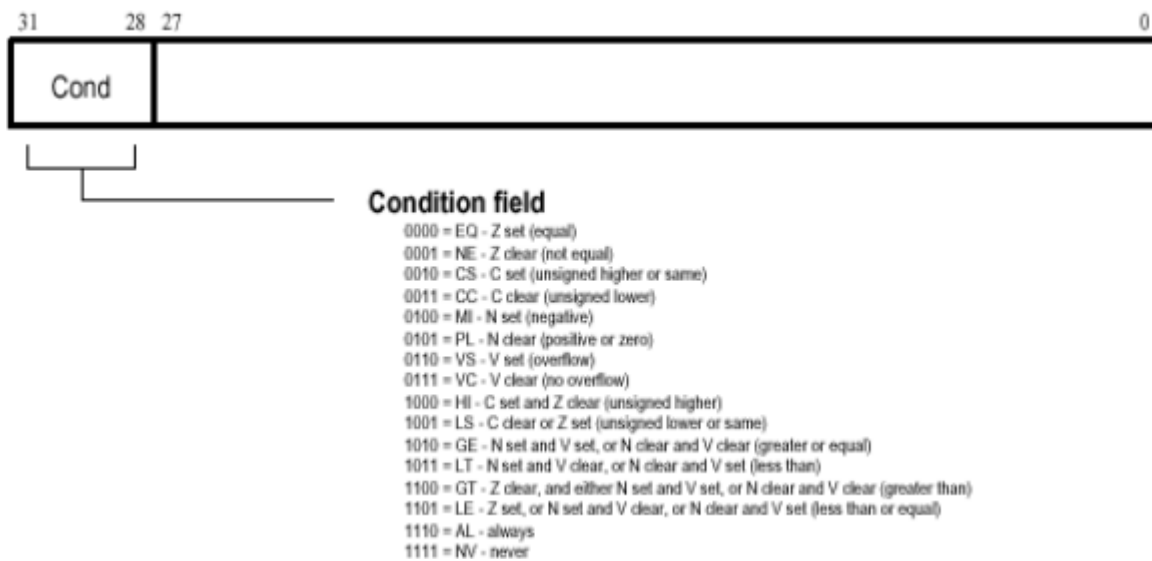 31 28 27 0
Cond
Condition field
0000 = EQ - Z set (equal)
0001 = NE - Z clear (not equal)
0010 = CS - C set (unsigned higher or same)
0011 = CC - C clear (unsigned lower)
0100 = MI - N set (negative)
0101 = PL - N clear (positive or zero)
0110 = VS - V set (overflow)
0111 = VC - V clear (no overflow)
1000 = HI - C set and Z clear (unsigned higher)
1001 = LS - C clear or Z set (unsigned lower or same)
1010 = GE - N set and V set, or N clear and V clear (greater or equal)
1011 = LT - N set and V clear, or N clear and V set (less than)
1100 = GT - Z clear, and either N set and V set, or N clear and V clear (greater than)
1101 = LE - Z set, or N set and V clear, or N clear and V set (less than or equal)
1110 = AL - always
1111 = NV - never